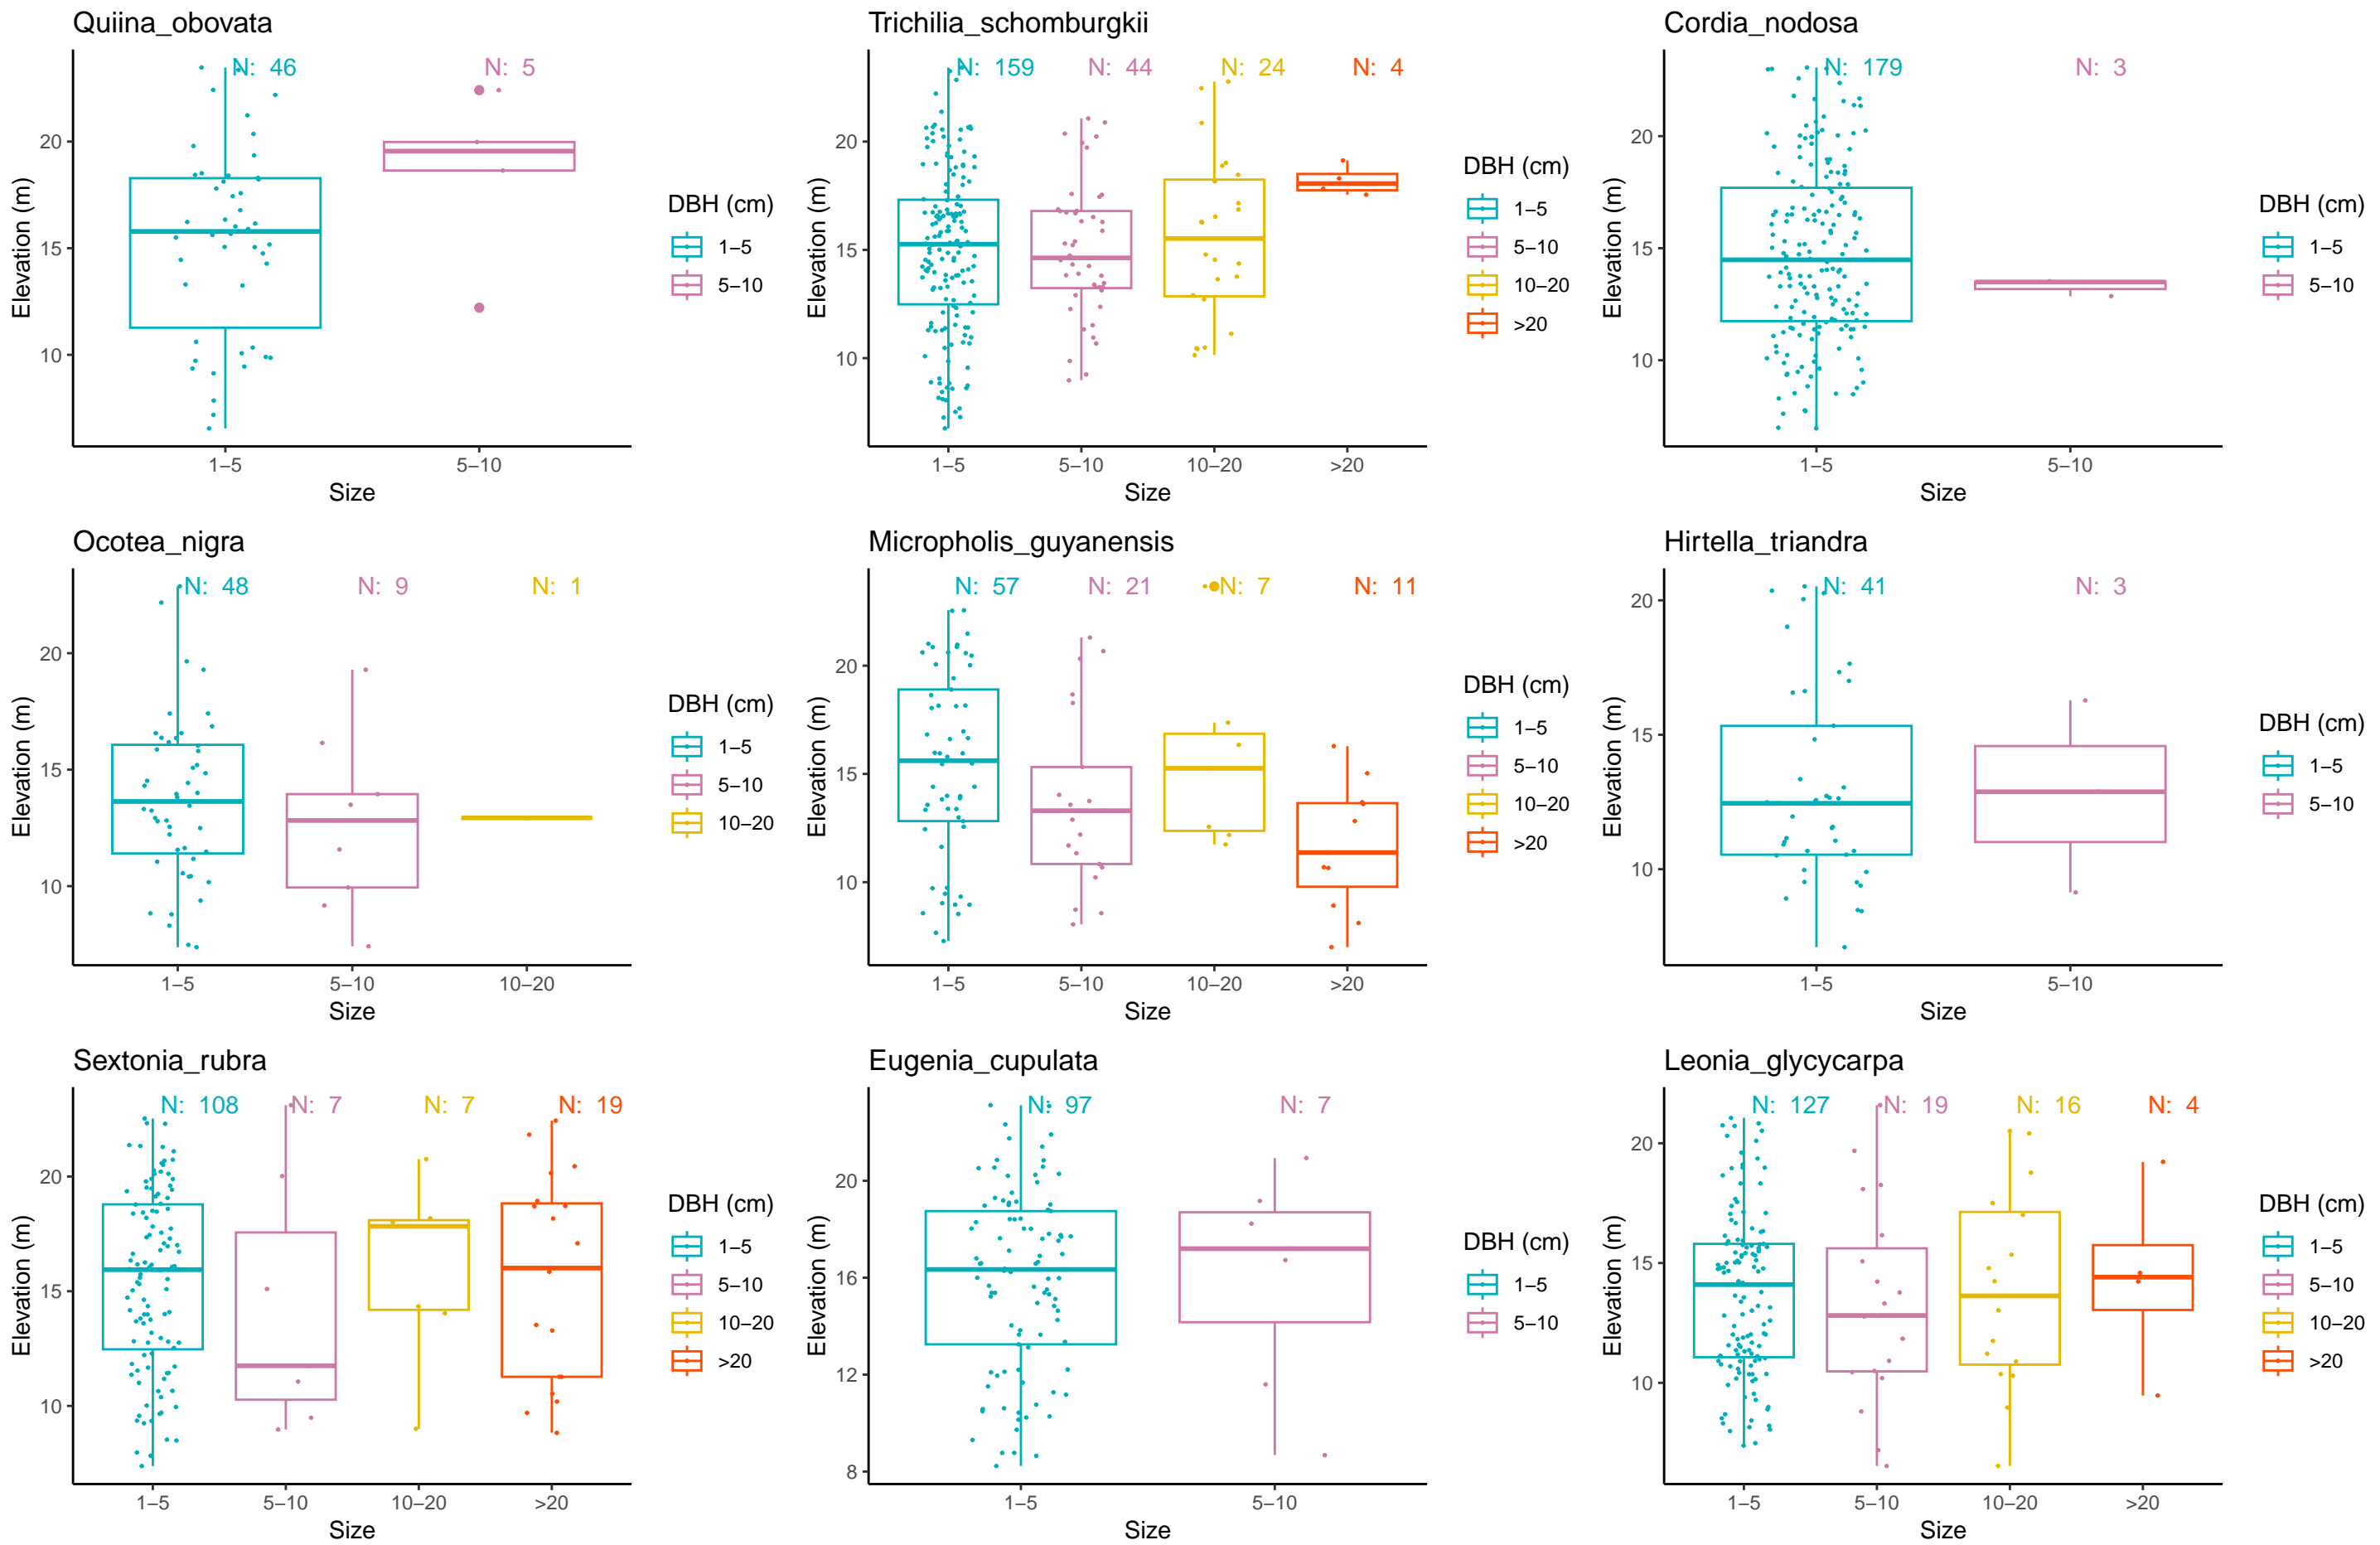 Quiina_obovata
N: 46
N: 5
Elevation (m)
20
15
10
1–5
5–10
Size
DBH (cm)
1–5
5–10
Trichilia_schomburgkii
N: 159
N: 44
N: 24
N: 4
Elevation (m)
20
15
10
1–5
5–10
10–20
>20
Size
DBH (cm)
1–5
5–10
10–20
>20
Cordia_nodosa
N: 179
N: 3
Elevation (m)
20
15
10
1–5
5–10
Size
DBH (cm)
1–5
5–10
Ocotea_nigra
N: 48
N: 9
N: 1
Elevation (m)
20
15
10
1–5
5–10
10–20
Size
DBH (cm)
1–5
5–10
10–20
Micropholis_guyanensis
N: 57
N: 21
N: 7
N: 11
Elevation (m)
20
15
10
1–5
5–10
10–20
>20
Size
DBH (cm)
1–5
5–10
10–20
>20
Hirtella_triandra
N: 41
N: 3
Elevation (m)
20
15
10
1–5
5–10
Size
DBH (cm)
1–5
5–10
Sextonia_rubra
N: 108
N: 7
N: 7
N: 19
Elevation (m)
20
15
10
1–5
5–10
10–20
>20
Size
DBH (cm)
1–5
5–10
10–20
>20
Eugenia_cupulata
N: 97
N: 7
Elevation (m)
20
16
12
8
1–5
5–10
Size
DBH (cm)
1–5
5–10
Leonia_glycycarpa
N: 127
N: 19
N: 16
N: 4
Elevation (m)
20
15
10
1–5
5–10
10–20
>20
Size
DBH (cm)
1–5
5–10
10–20
>20